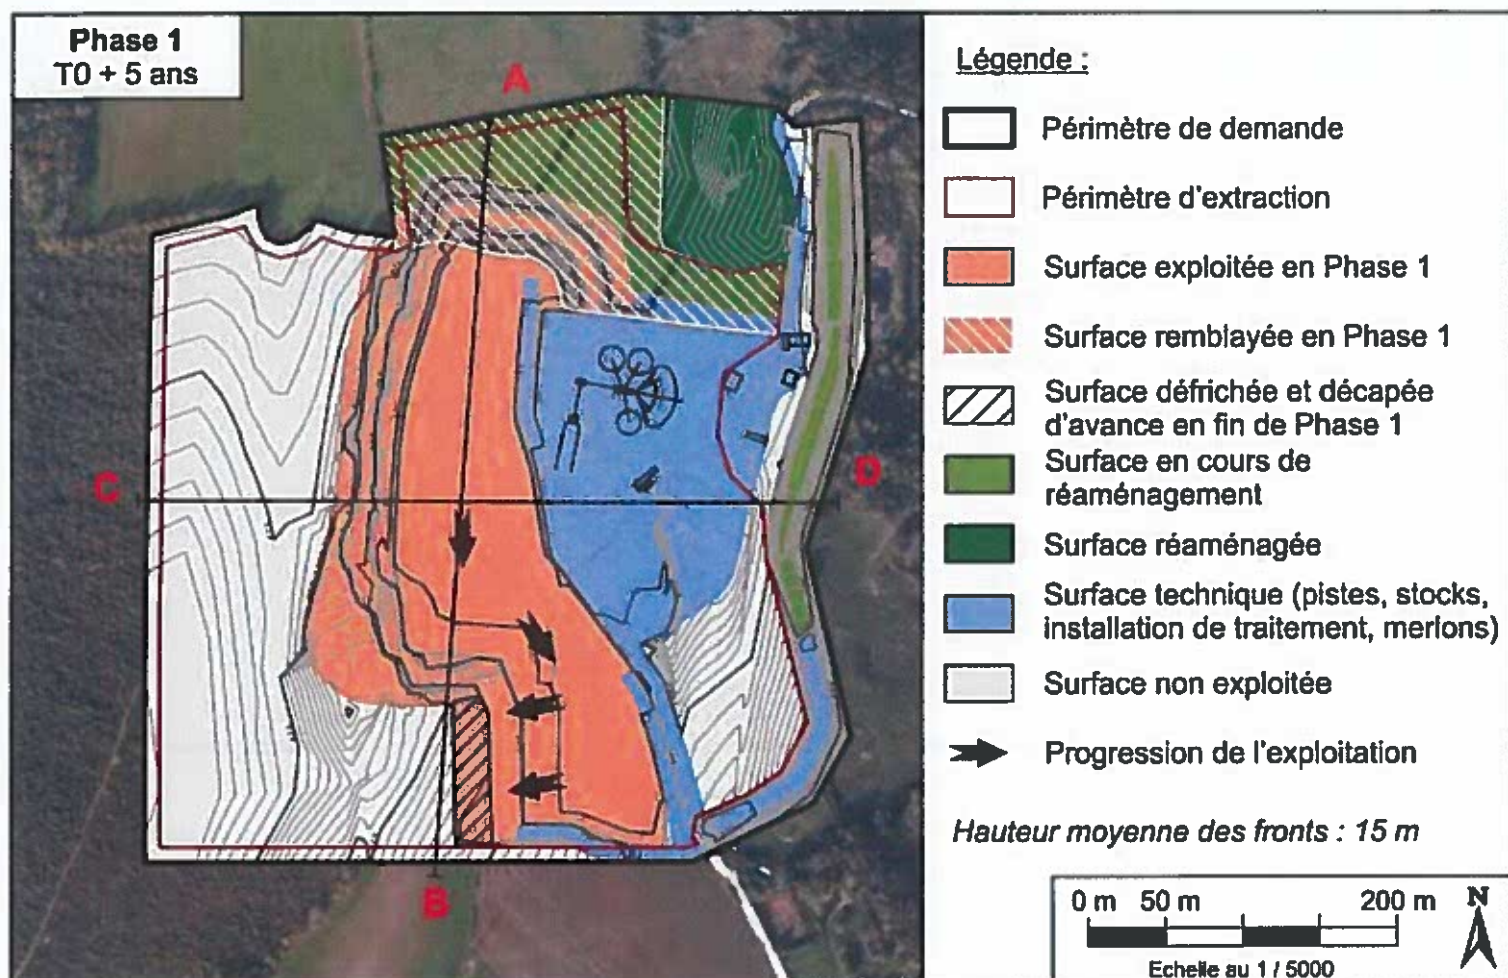 Phase 1
T0 + 5 ans
A
C
D
B
Légende :
Périmètre de demande
Périmètre d'extraction
Surface exploitée en Phase 1
Surface remblayée en Phase 1
Surface défrichée et décapée
d'avance en fin de Phase 1
Surface en cours de
réaménagement
Surface réaménagée
Surface technique (pistes, stocks,
installation de traitement, merlons)
Surface non exploitée
Progression de l'exploitation
Hauteur moyenne des fronts : 15 m
0 m 50 m 200 m
N
Echelle au 1 / 5000